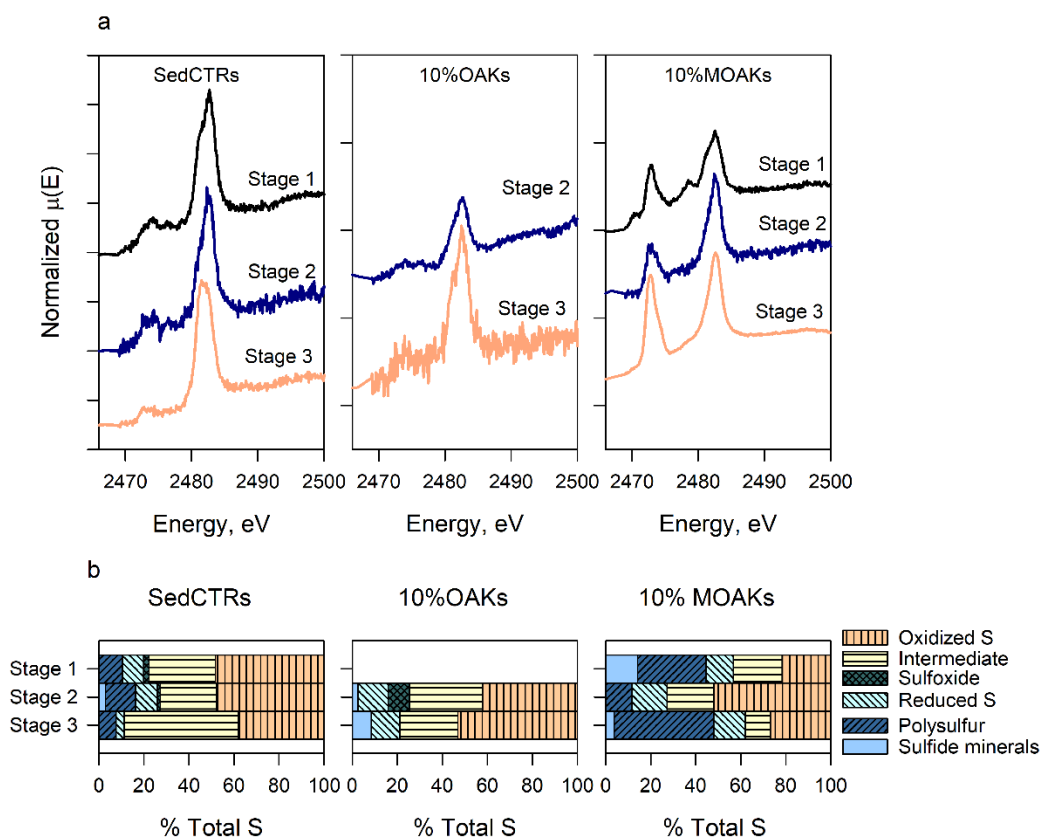 a
SedCTRs
10%OAKs
10%MOAKs
Normalized μ(E)
Stage 1
Stage 2
Stage 3
Stage 2
Stage 3
Stage 1
Stage 2
Stage 3
2470 2480 2490 2500
2470 2480 2490 2500
2470 2480 2490 2500
Energy, eV
Energy, eV
Energy, eV
b
SedCTRs
10%OAKs
10% MOAKs
Stage 1
Stage 2
Stage 3
Oxidized S
Intermediate
Sulfoxide
Reduced S
Polysulfur
Sulfide minerals
0 20 40 60 80 100
0 20 40 60 80 100
0 20 40 60 80 100
% Total S
% Total S
% Total S